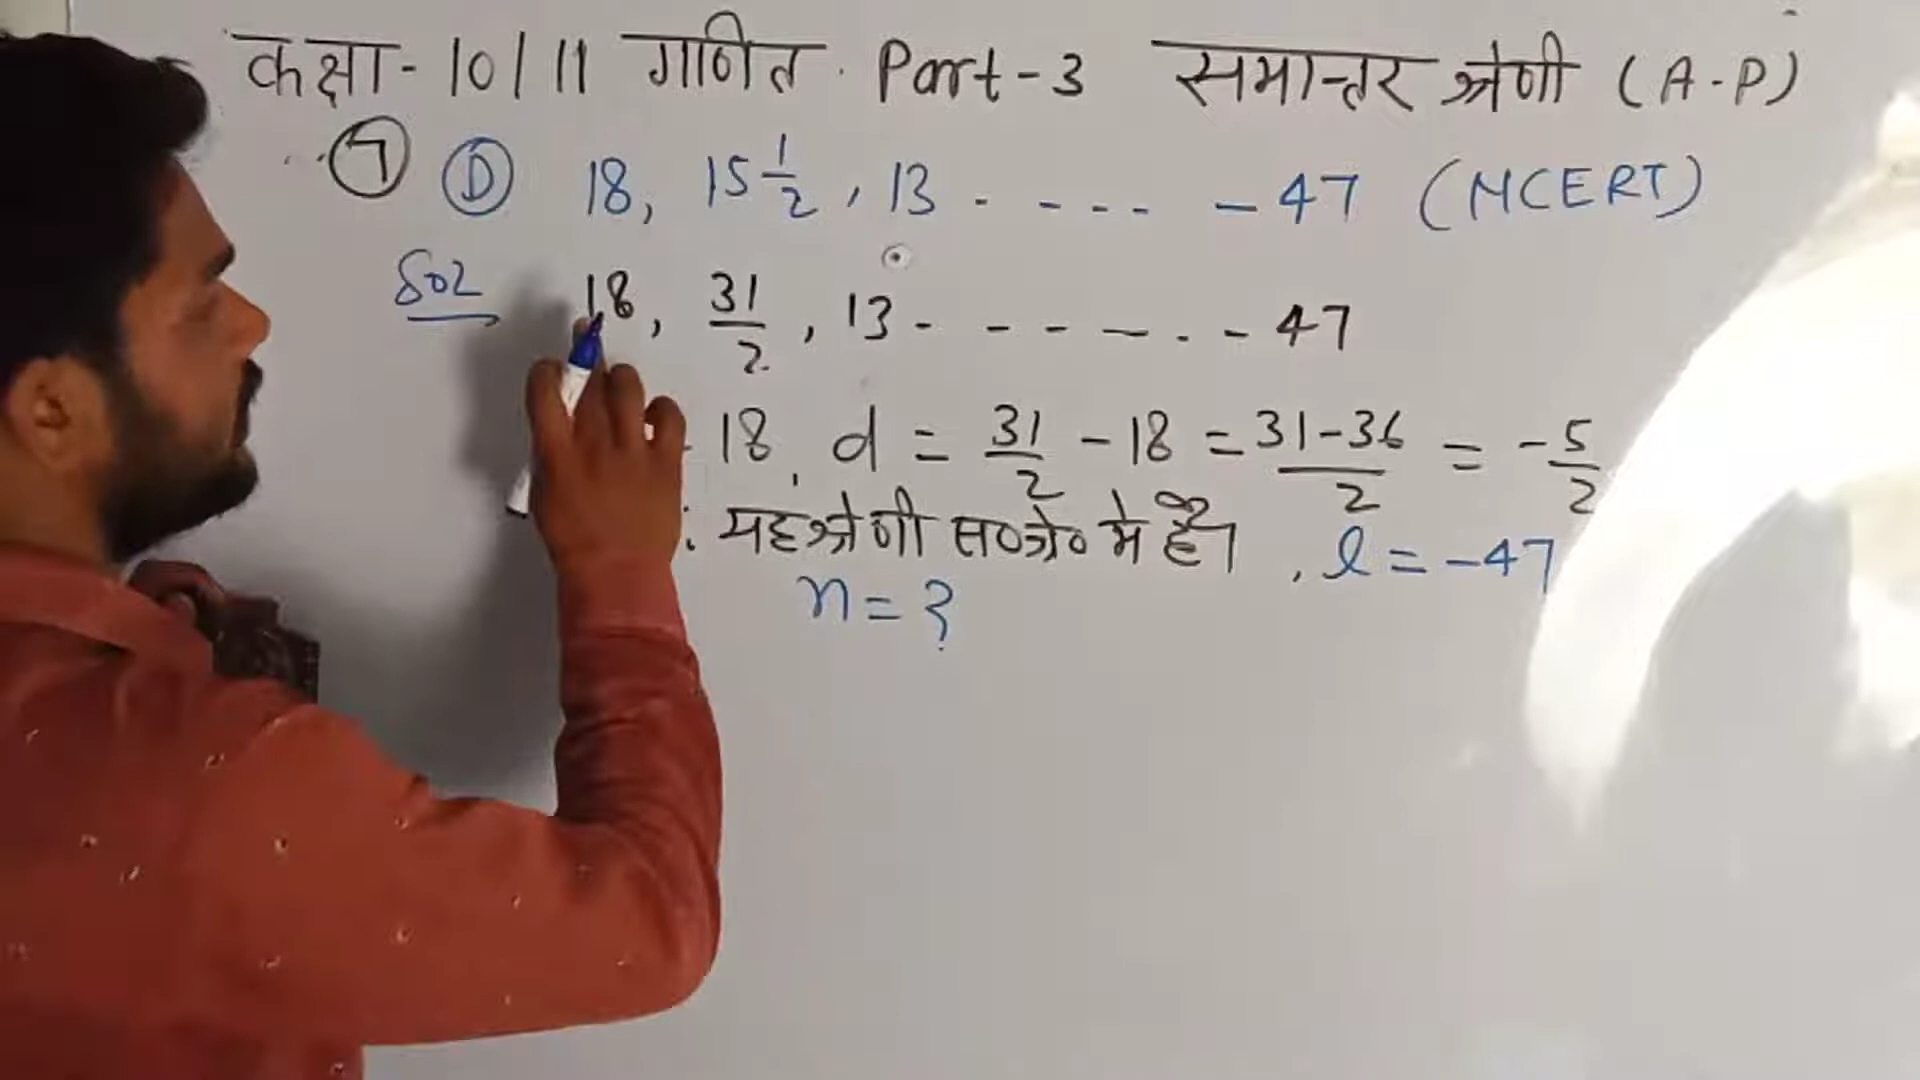 कक्षा- 10/11 गणित. Part-3 समान्तर श्रेणी (A-P)
7 D 18, 15 1/2, 13 - - - - - - 47 (NCERT)
Sol 18, 31/2, 13 - - - - - . - 47
18, d = 31/2 - 18 = 31-36/2 = -5/2
: यह श्रेणी स०श्रे० मे है। , l = -47
n = ?